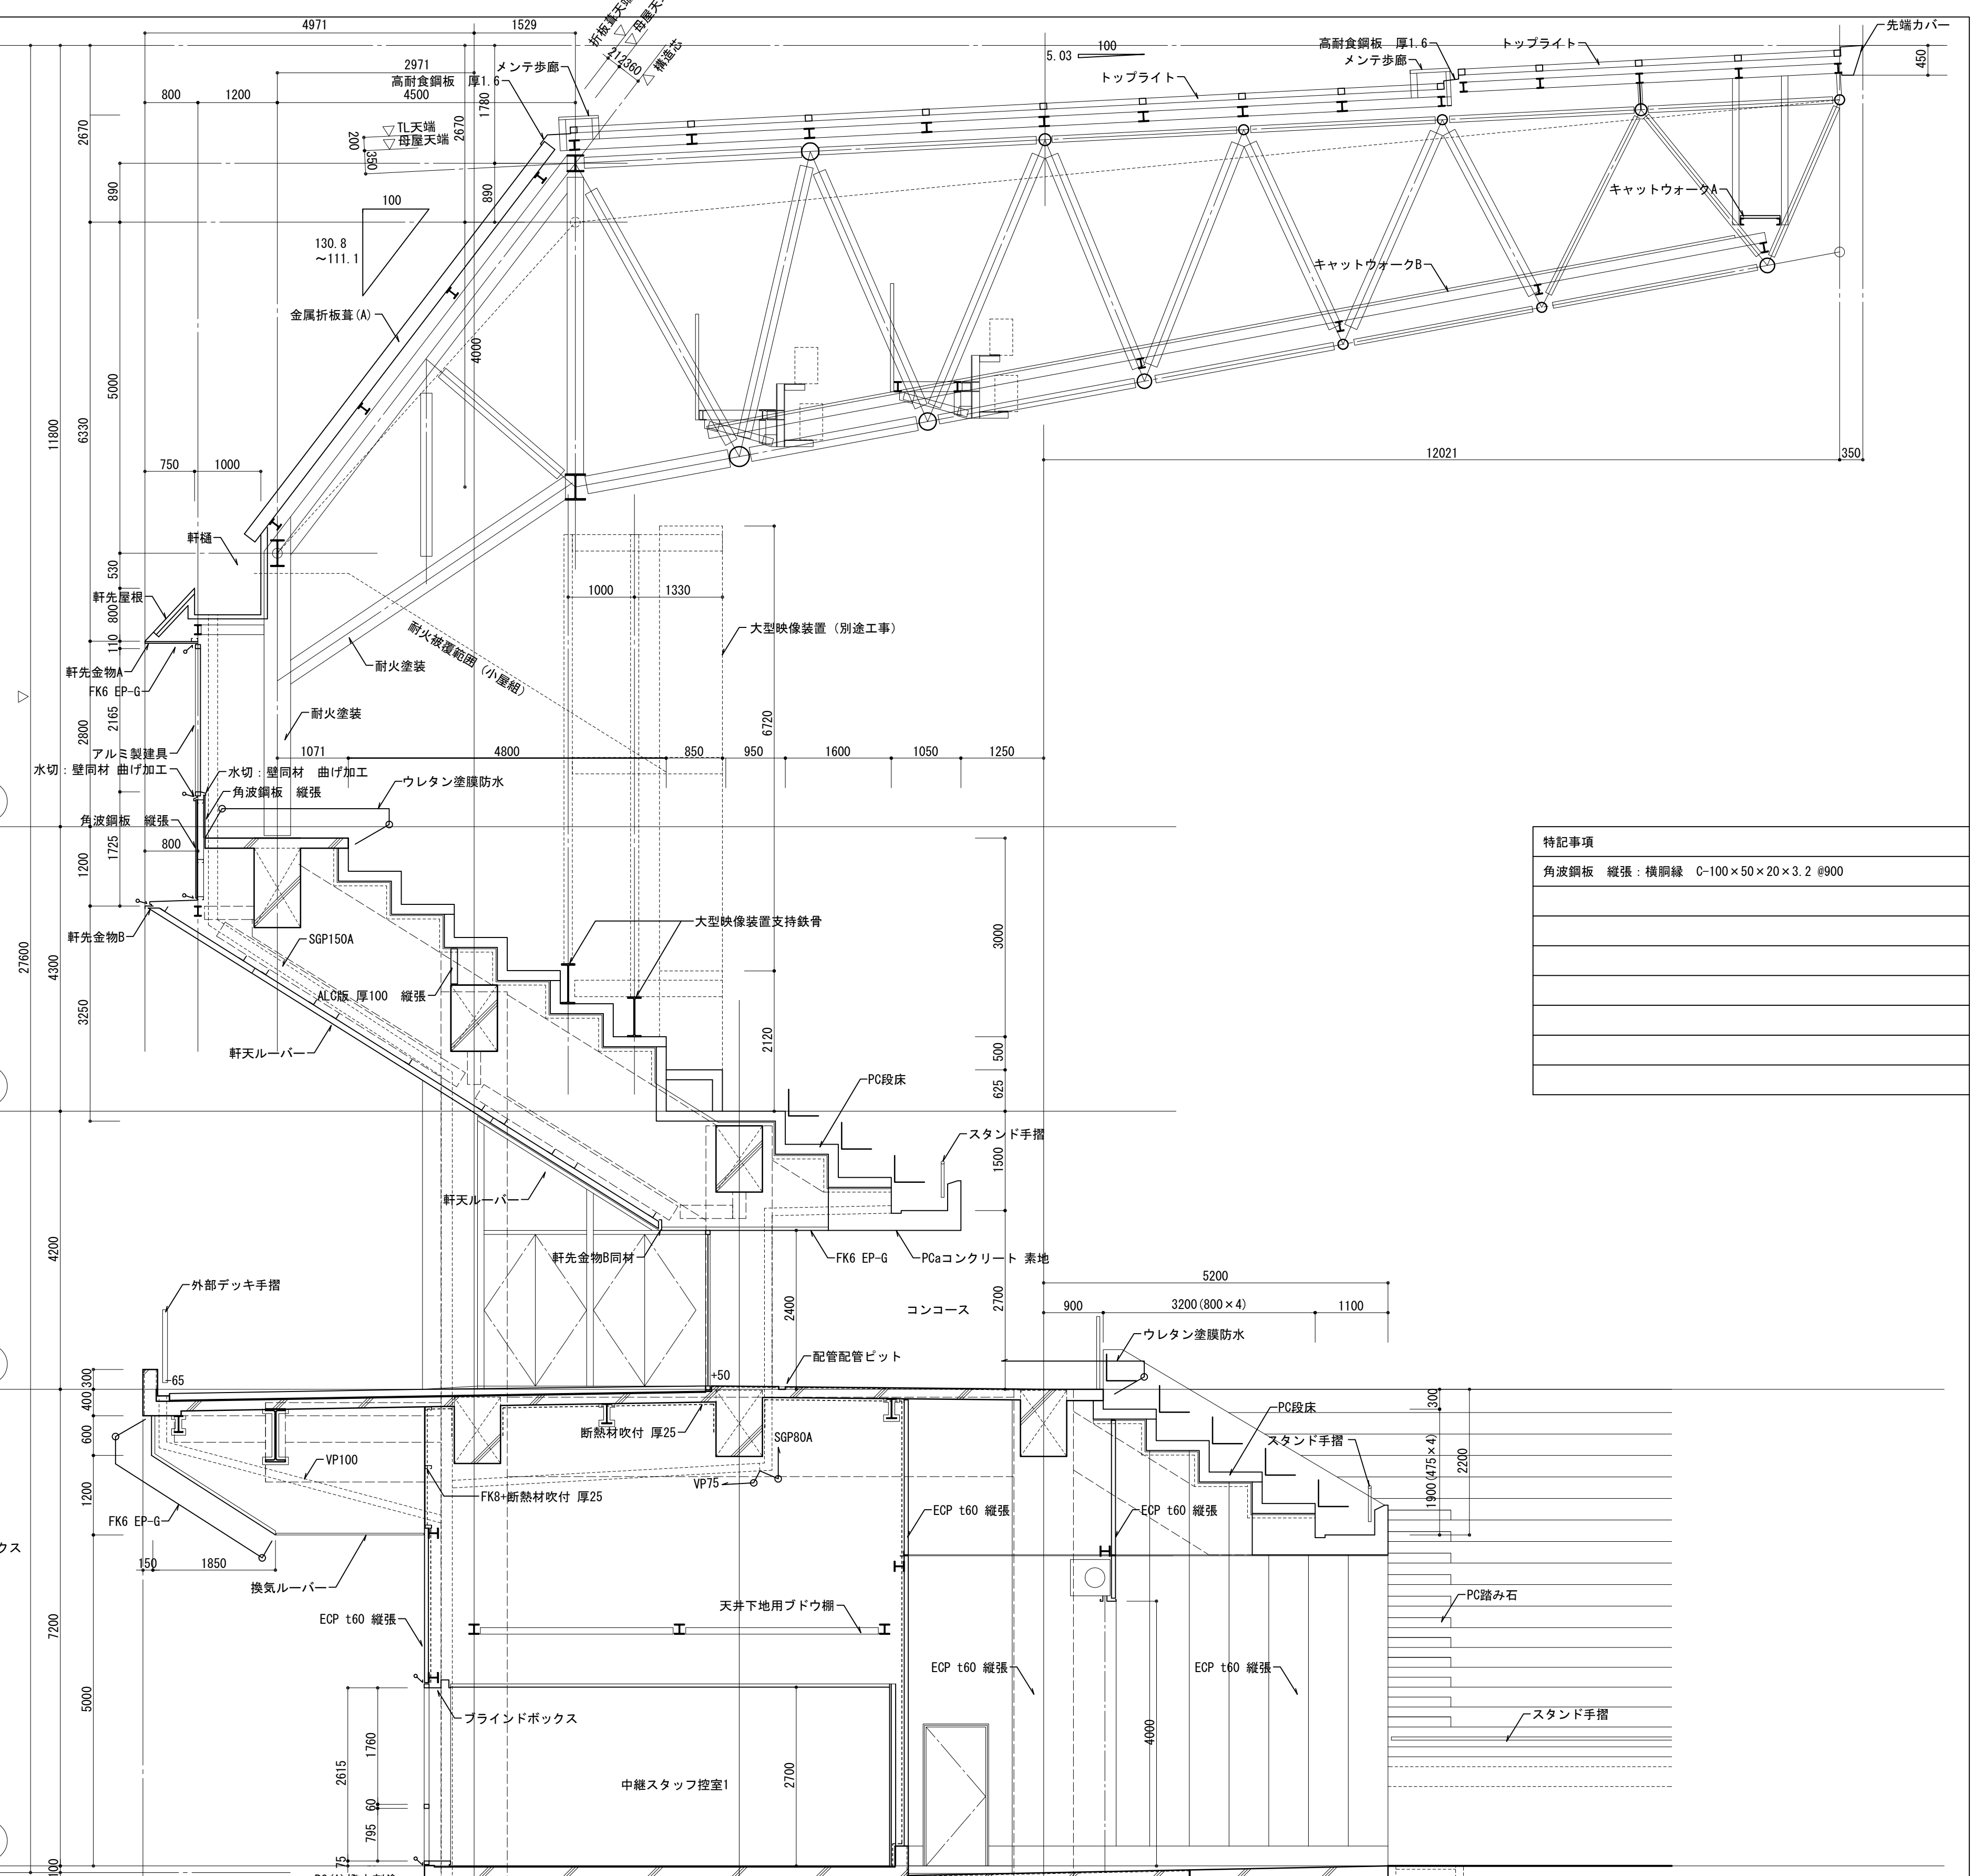 4971
1529
折板葺天端
母屋天
構造芯
212360
メンテ歩廊
高耐食鋼板 厚1.6
2971
800
1200
4500
1780
2670
2670
TL天端
母屋天端
200
350
890
890
100
130.8
~111.1
金属折板葺(A)
5.03
100
トップライト
高耐食鋼板 厚1.6
メンテ歩廊
トップライト
先端カバー
450
キャットウォークA
キャットウォークB
4000
5000
6330
11800
750
1000
12021
350
軒樋
530
軒先屋根
800
110
軒先金物A
FK6 EP-G
耐火塗装
耐火被覆範囲(小屋組)
1000
1330
大型映像装置(別途工事)
6720
2165
2800
耐火塗装
アルミ製建具
水切:壁同材 曲げ加工
水切:壁同材 曲げ加工
角波鋼板 縦張
角波鋼板 縦張
ウレタン塗膜防水
1071
4800
850
950
1600
1050
1250
800
1725
1200
特記事項
角波鋼板 縦張:横胴縁 C-100×50×20×3.2 @900
軒先金物B
SGP150A
大型映像装置支持鉄骨
ALC版 厚100 縦張
軒天ルーバー
27600
4300
3250
3000
2120
500
625
PC段床
スタンド手摺
1500
軒天ルーバー
軒先金物B同材
FK6 EP-G
PCaコンクリート 素地
4200
2400
2700
コンコース
外部デッキ手摺
5200
900
3200(800×4)
1100
ウレタン塗膜防水
配管配管ピット
-65
+50
300
4000
600
1200
断熱材吹付 厚25
SGP80A
VP75
VP100
FK8+断熱材吹付 厚25
FK6 EP-G
PC段床
スタンド手摺
300
1900(475×4)
2200
ECP t60 縦張
ECP t60 縦張
クス
150
1850
換気ルーバー
ECP t60 縦張
天井下地用ブドウ棚
PC踏み石
7200
5000
ECP t60 縦張
ECP t60 縦張
ブラインドボックス
スタンド手摺
4000
1760
2615
60
795
75
中継スタッフ控室1
2700
100